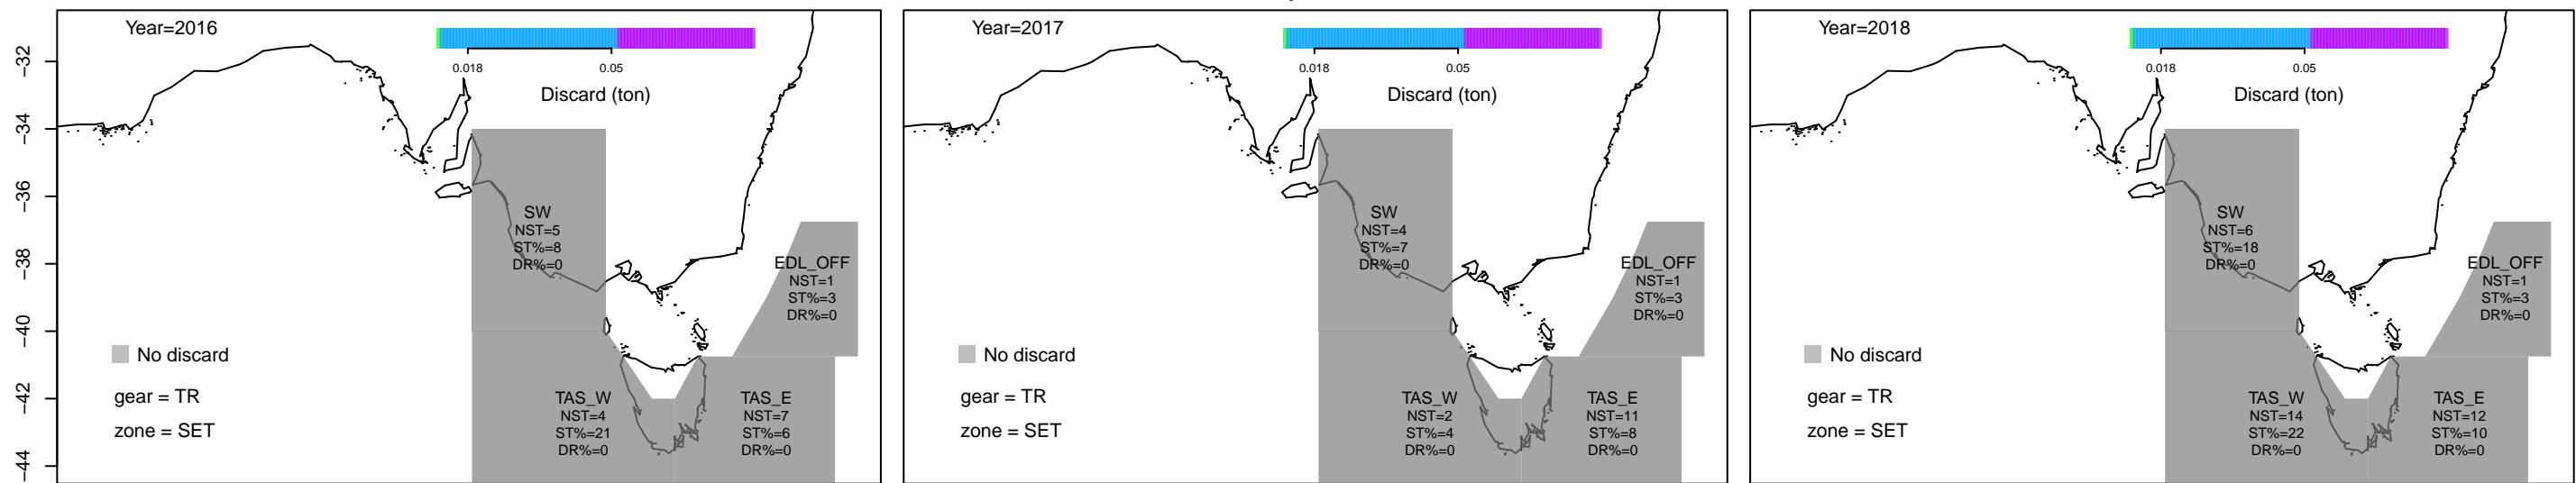 Year=2016
0.018
0.05
Discard (ton)
−32
−34
−36
−38
−40
−42
−44
SW
NST=5
ST%=8
DR%=0
EDL_OFF
NST=1
ST%=3
DR%=0
No discard
gear = TR
zone = SET
TAS_W
NST=4
ST%=21
DR%=0
TAS_E
NST=7
ST%=6
DR%=0
Year=2017
0.018
0.05
Discard (ton)
SW
NST=4
ST%=7
DR%=0
EDL_OFF
NST=1
ST%=3
DR%=0
No discard
gear = TR
zone = SET
TAS_W
NST=2
ST%=4
DR%=0
TAS_E
NST=11
ST%=8
DR%=0
Year=2018
0.018
0.05
Discard (ton)
SW
NST=6
ST%=18
DR%=0
EDL_OFF
NST=1
ST%=3
DR%=0
No discard
gear = TR
zone = SET
TAS_W
NST=14
ST%=22
DR%=0
TAS_E
NST=12
ST%=10
DR%=0